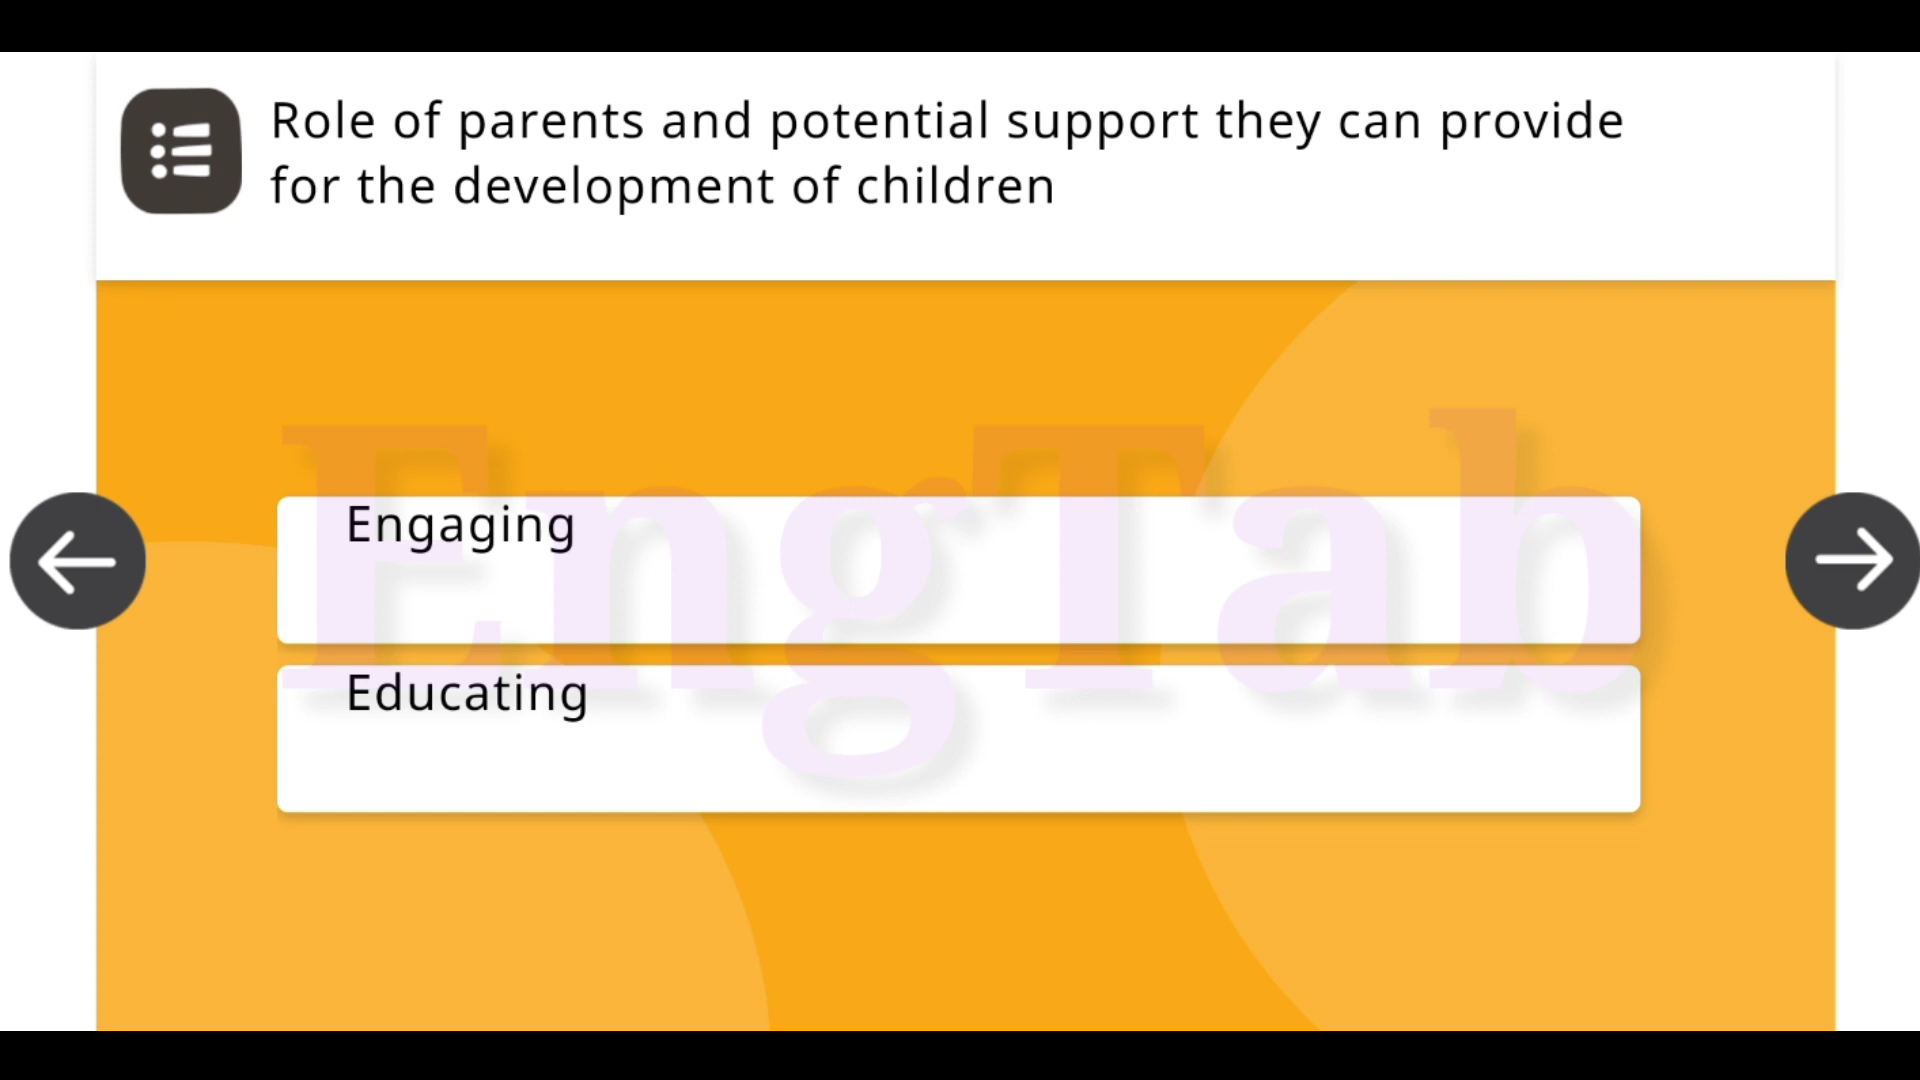 Role of parents and potential support they can provide
for the development of children
EngTab
Engaging
Educating